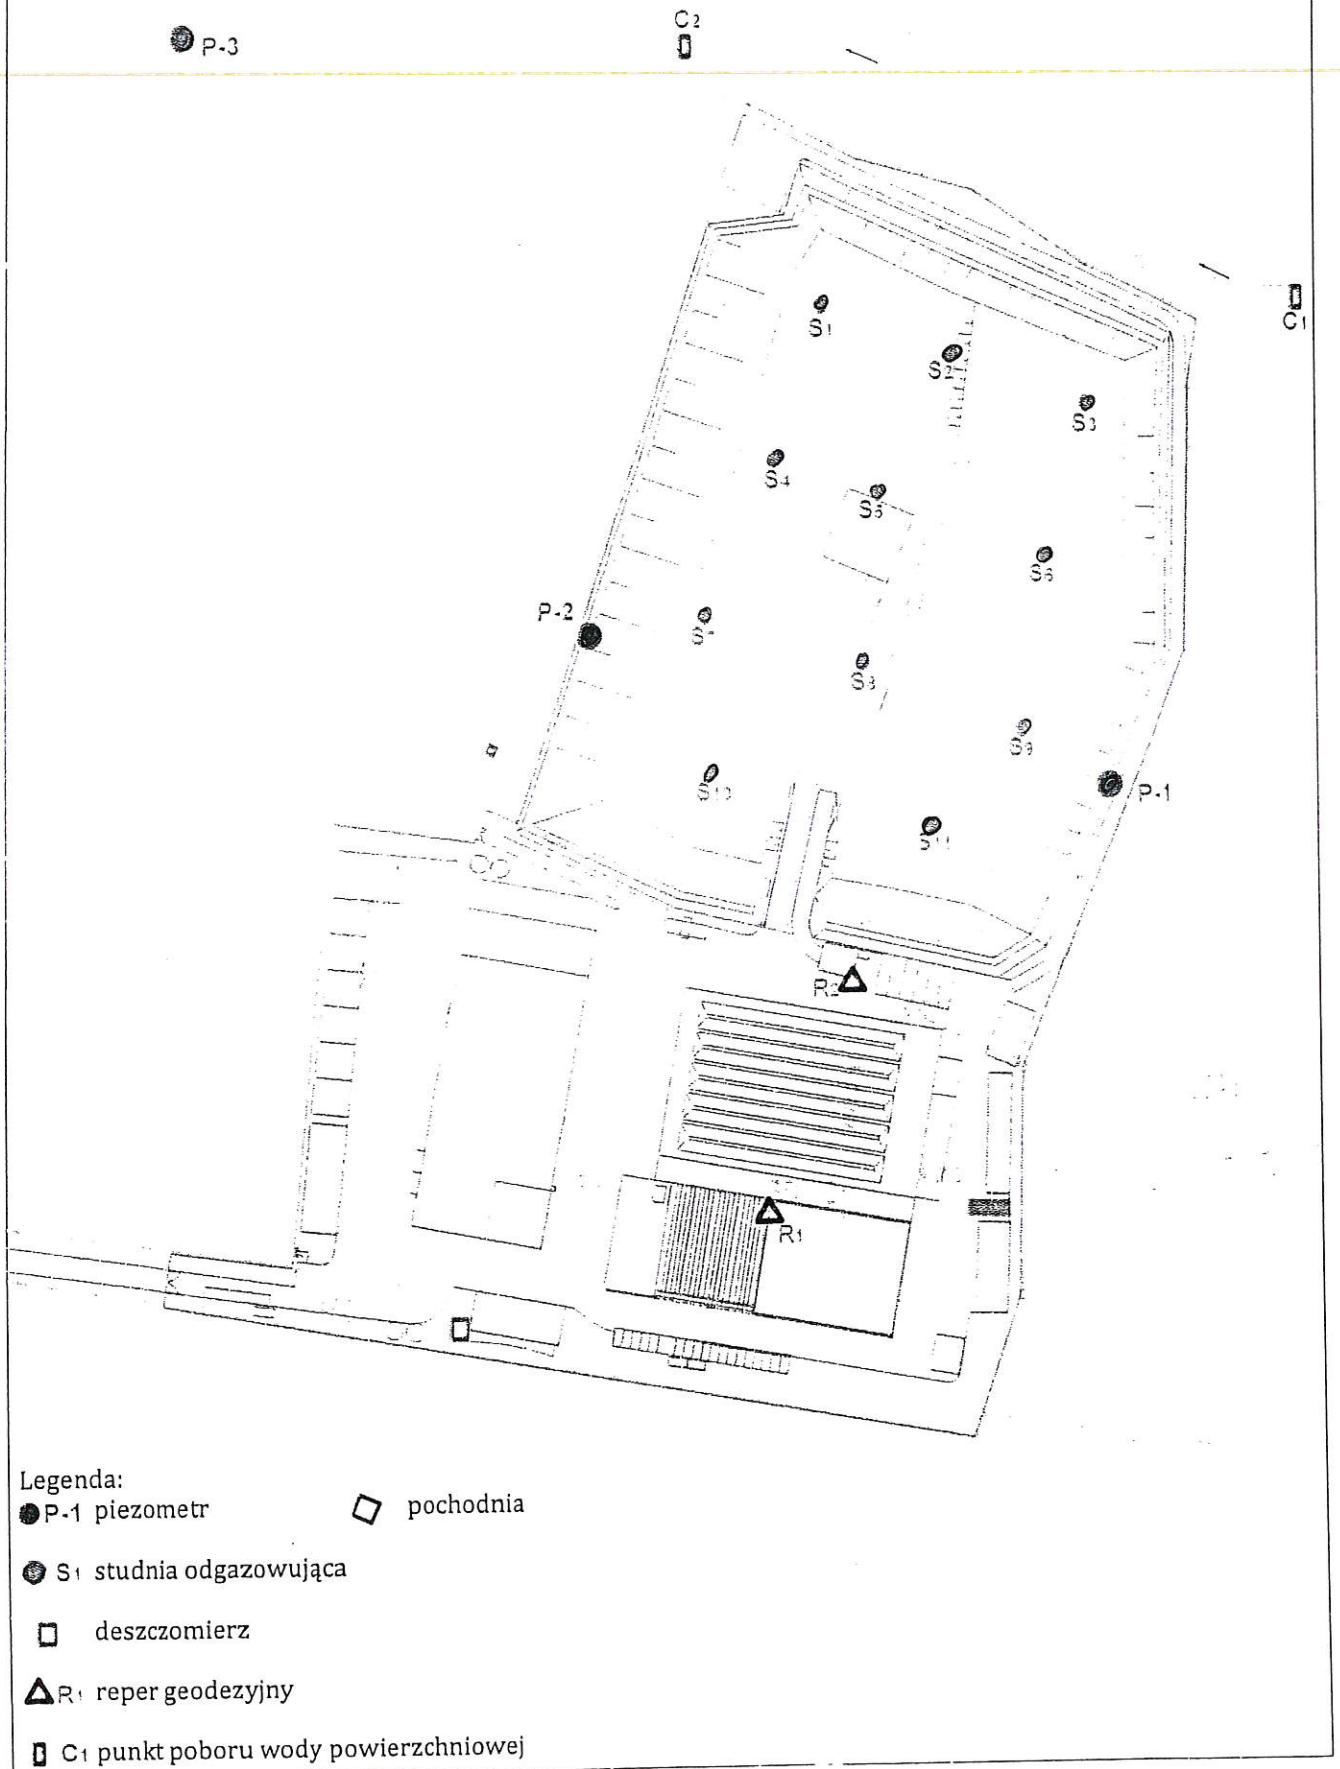 P-3
C2
C1
S1
S2
S3
S4
S5
S6
P-2
S7
S8
S9
S10
P-1
S11
R2
R1
Legenda:
P-1 piezometr
pochodnia
S1 studnia odgazowująca
deszczomierz
R1 reper geodezyjny
C1 punkt poboru wody powierzchniowej